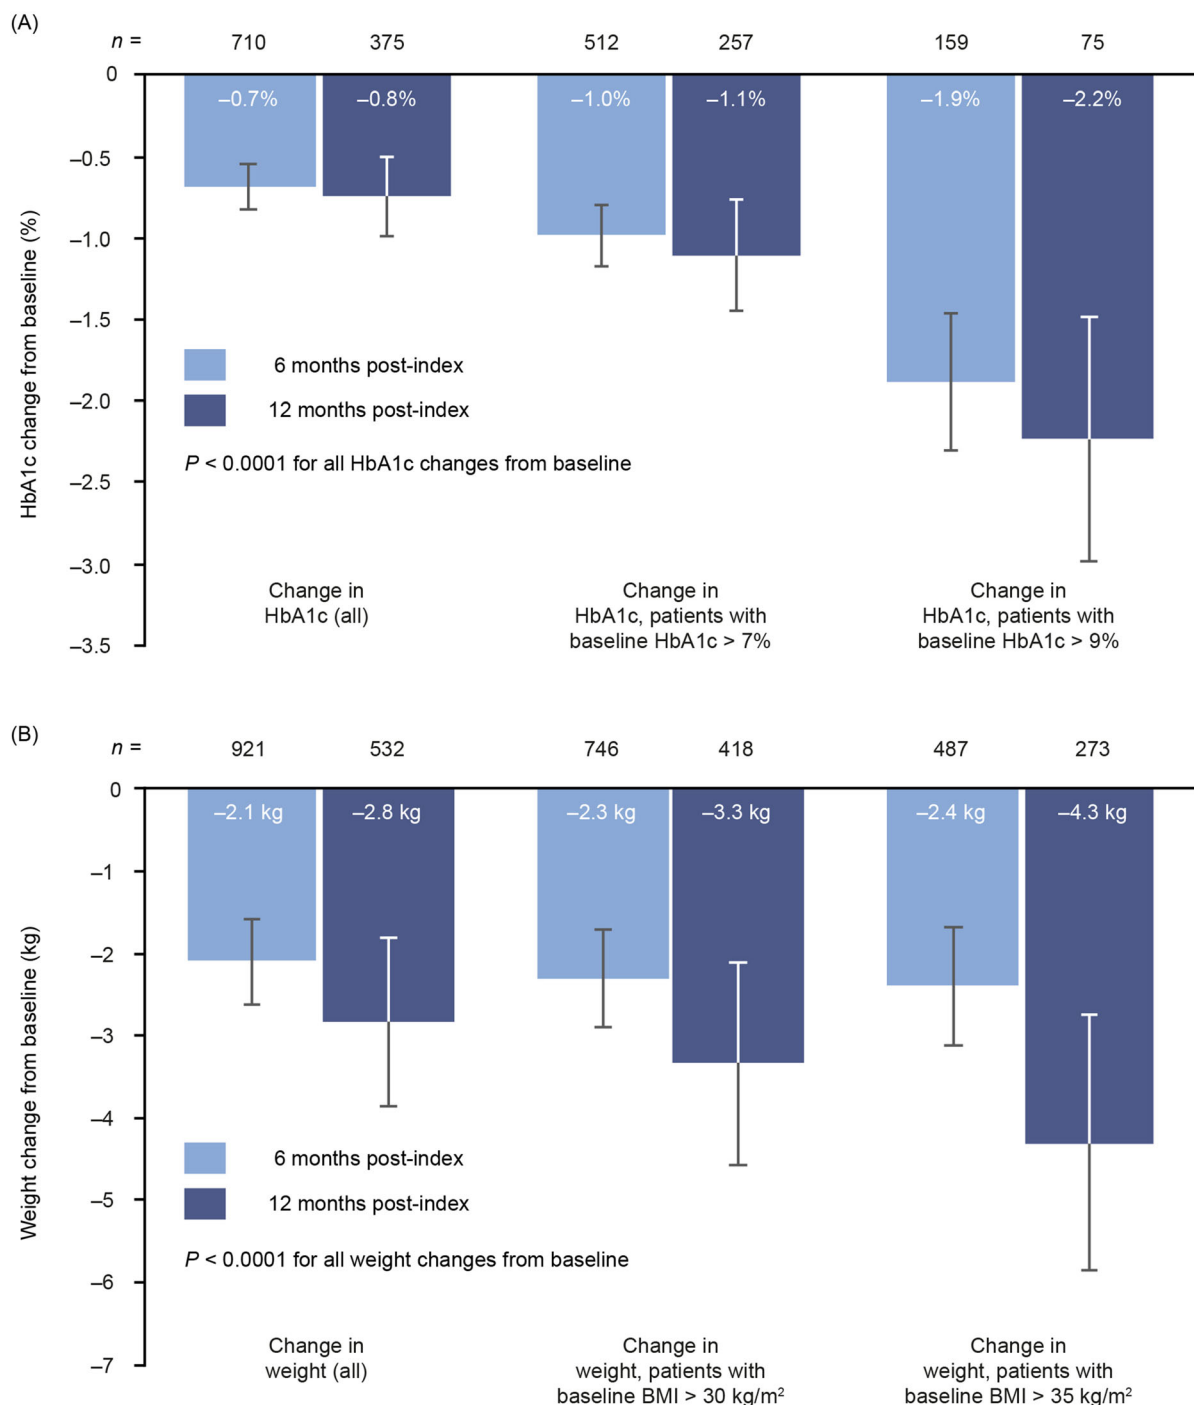 (A)
n = 710 375 512 257 159 75
0
–0.7% –0.8% –1.0% –1.1% –1.9% –2.2%
–0.5
–1.0
–1.5
–2.0
–2.5
–3.0
–3.5
HbA1c change from baseline (%)
6 months post-index
12 months post-index
P < 0.0001 for all HbA1c changes from baseline
Change in
HbA1c (all)
Change in
HbA1c, patients with
baseline HbA1c > 7%
Change in
HbA1c, patients with
baseline HbA1c > 9%
(B)
n = 921 532 746 418 487 273
0
–2.1 kg –2.8 kg –2.3 kg –3.3 kg –2.4 kg –4.3 kg
–1
–2
–3
–4
–5
–6
–7
Weight change from baseline (kg)
6 months post-index
12 months post-index
P < 0.0001 for all weight changes from baseline
Change in
weight (all)
Change in
weight, patients with
baseline BMI > 30 kg/m²
Change in
weight, patients with
baseline BMI > 35 kg/m²